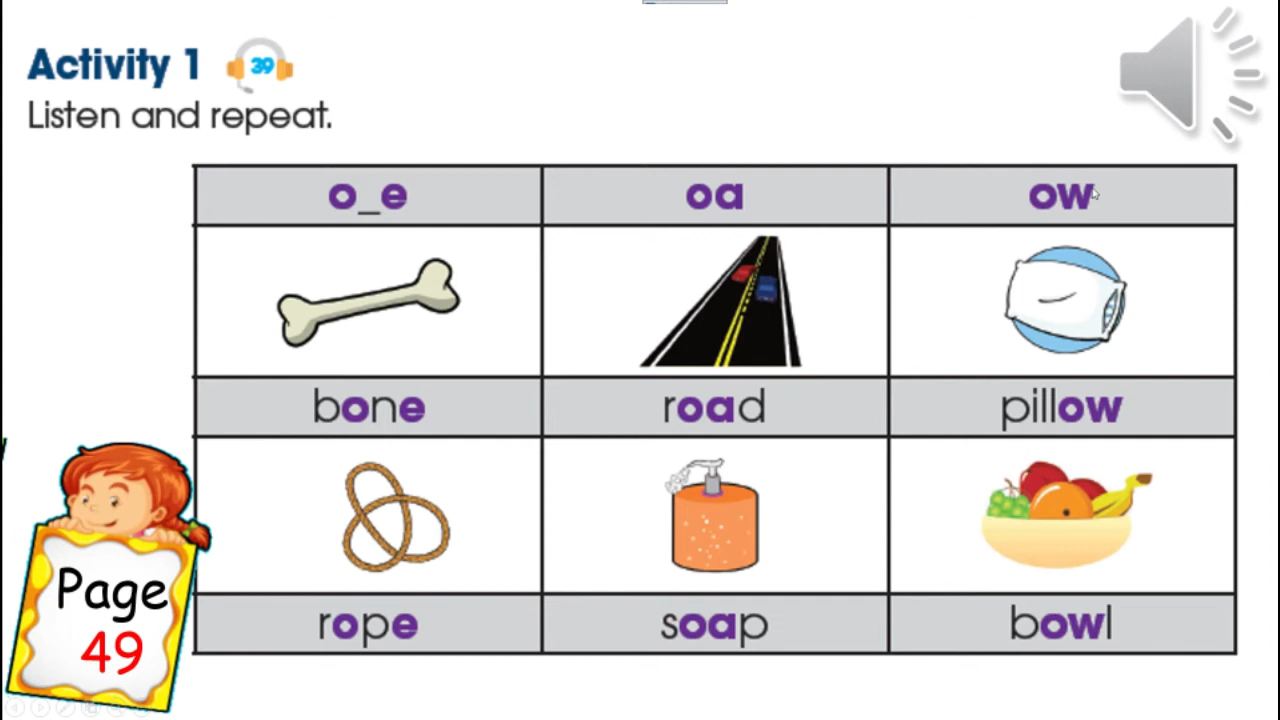 Activity 1 39
Listen and repeat.
o_e oa ow
bone road pillow
rope soap bowl
Page
49